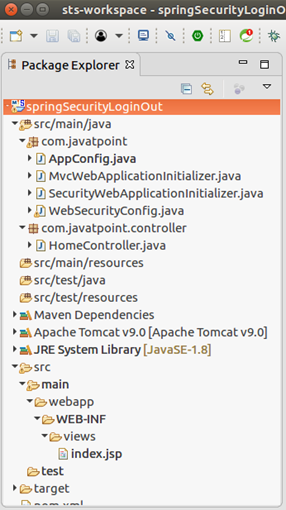 sts-workspace - springSecurityLoginO
Package Explorer
springSecurityLoginOut
src/main/java
com.javatpoint
AppConfig.java
MvcWebApplicationInitializer.java
SecurityWebApplicationInitializer.java
WebSecurityConfig.java
com.javatpoint.controller
HomeController.java
src/main/resources
src/test/java
src/test/resources
Maven Dependencies
Apache Tomcat v9.0 [Apache Tomcat v9.0]
JRE System Library [JavaSE-1.8]
src
main
webapp
WEB-INF
views
index.jsp
test
target
pom.xml